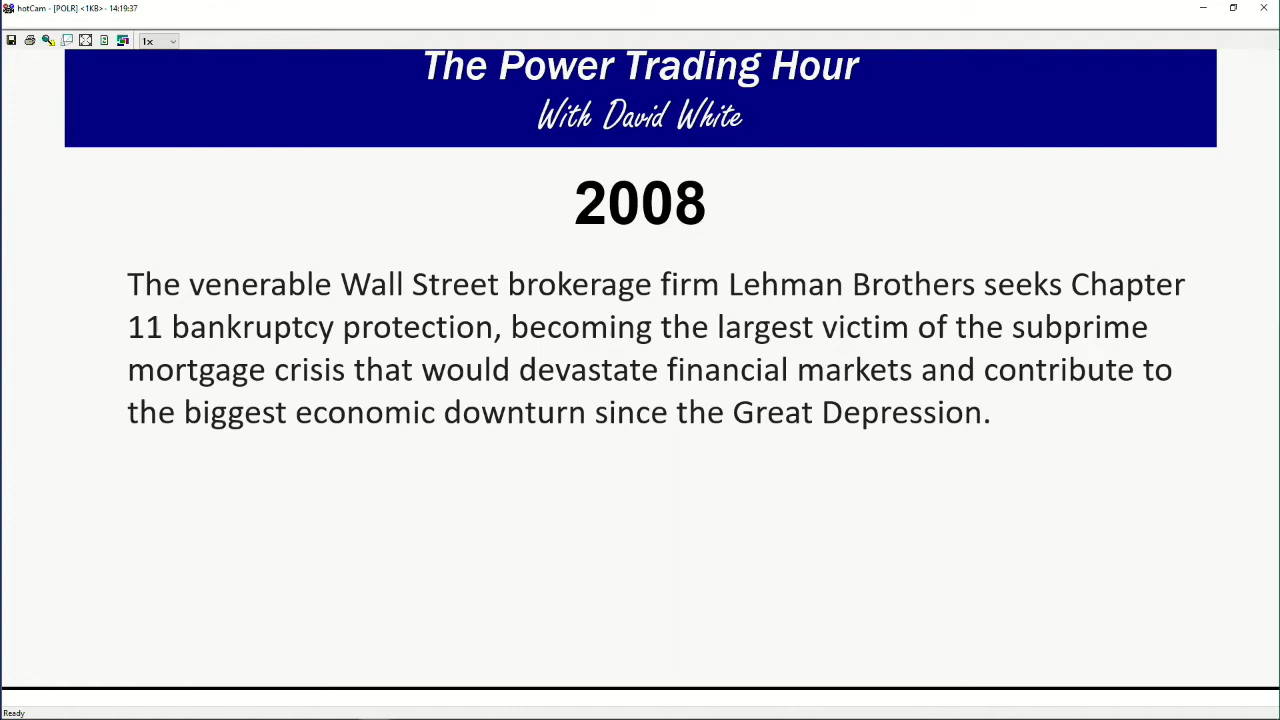 hotCam - [POLR] <1KB> - 14:19:37
1x
The Power Trading Hour
With David White
2008
The venerable Wall Street brokerage firm Lehman Brothers seeks Chapter
11 bankruptcy protection, becoming the largest victim of the subprime
mortgage crisis that would devastate financial markets and contribute to
the biggest economic downturn since the Great Depression.
Ready